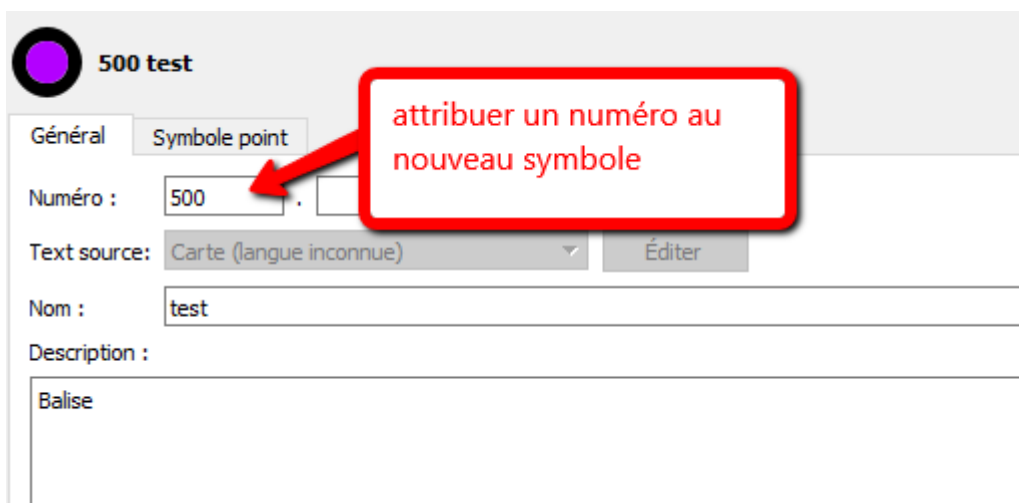 500 test
attribuer un numéro au
nouveau symbole
Général Symbole point
Numéro : 500 .
Text source: Carte (langue inconnue) Éditer
Nom : test
Description :
Balise